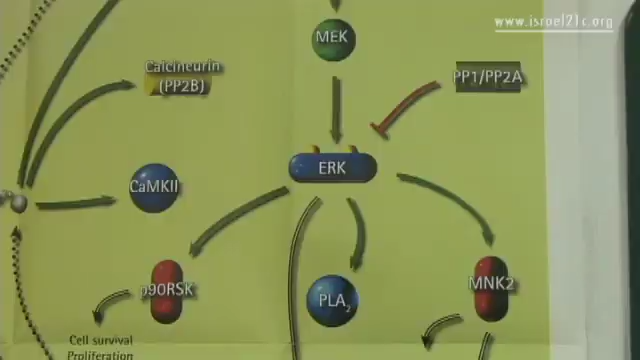 www.israel21c.org
MEK
Calcineurin
(PP2B)
PP1/PP2A
ERK
CaMKII
p90RSK
PLA2
MNK2
Cell survival
Proliferation